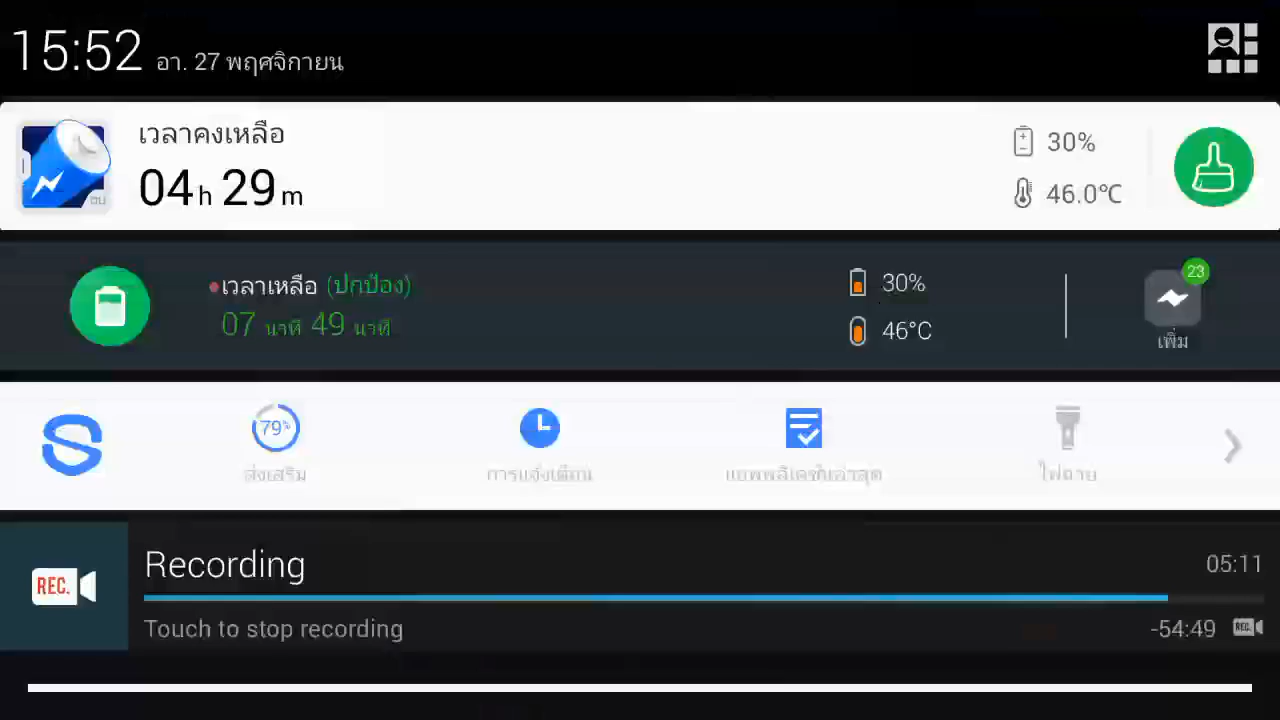 15:52 อา. 27 พฤศจิกายน
เวลาคงเหลือ
04 h 29 m
30%
46.0℃
เวลาเหลือ (ปกป้อง)
07 นาที 49 นาที
30%
46°C
23
เพิ่ม
79%
ส่งเสริม
การแจ้งเตือน
แอพพลิเคชันล่าสุด
ไฟฉาย
REC.
Recording
05:11
Touch to stop recording
-54:49
REC.